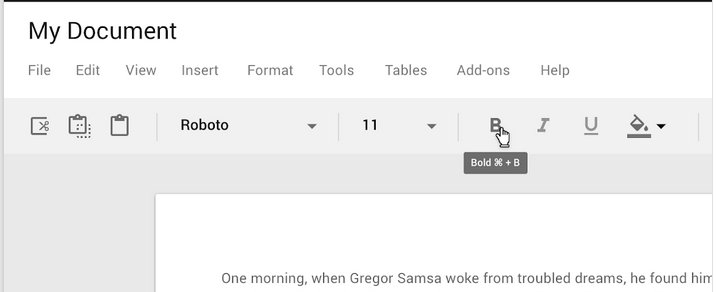 My Document
File Edit View Insert Format Tools Tables Add-ons Help
Roboto 11 B I U
Bold ⌘ + B
One morning, when Gregor Samsa woke from troubled dreams, he found him